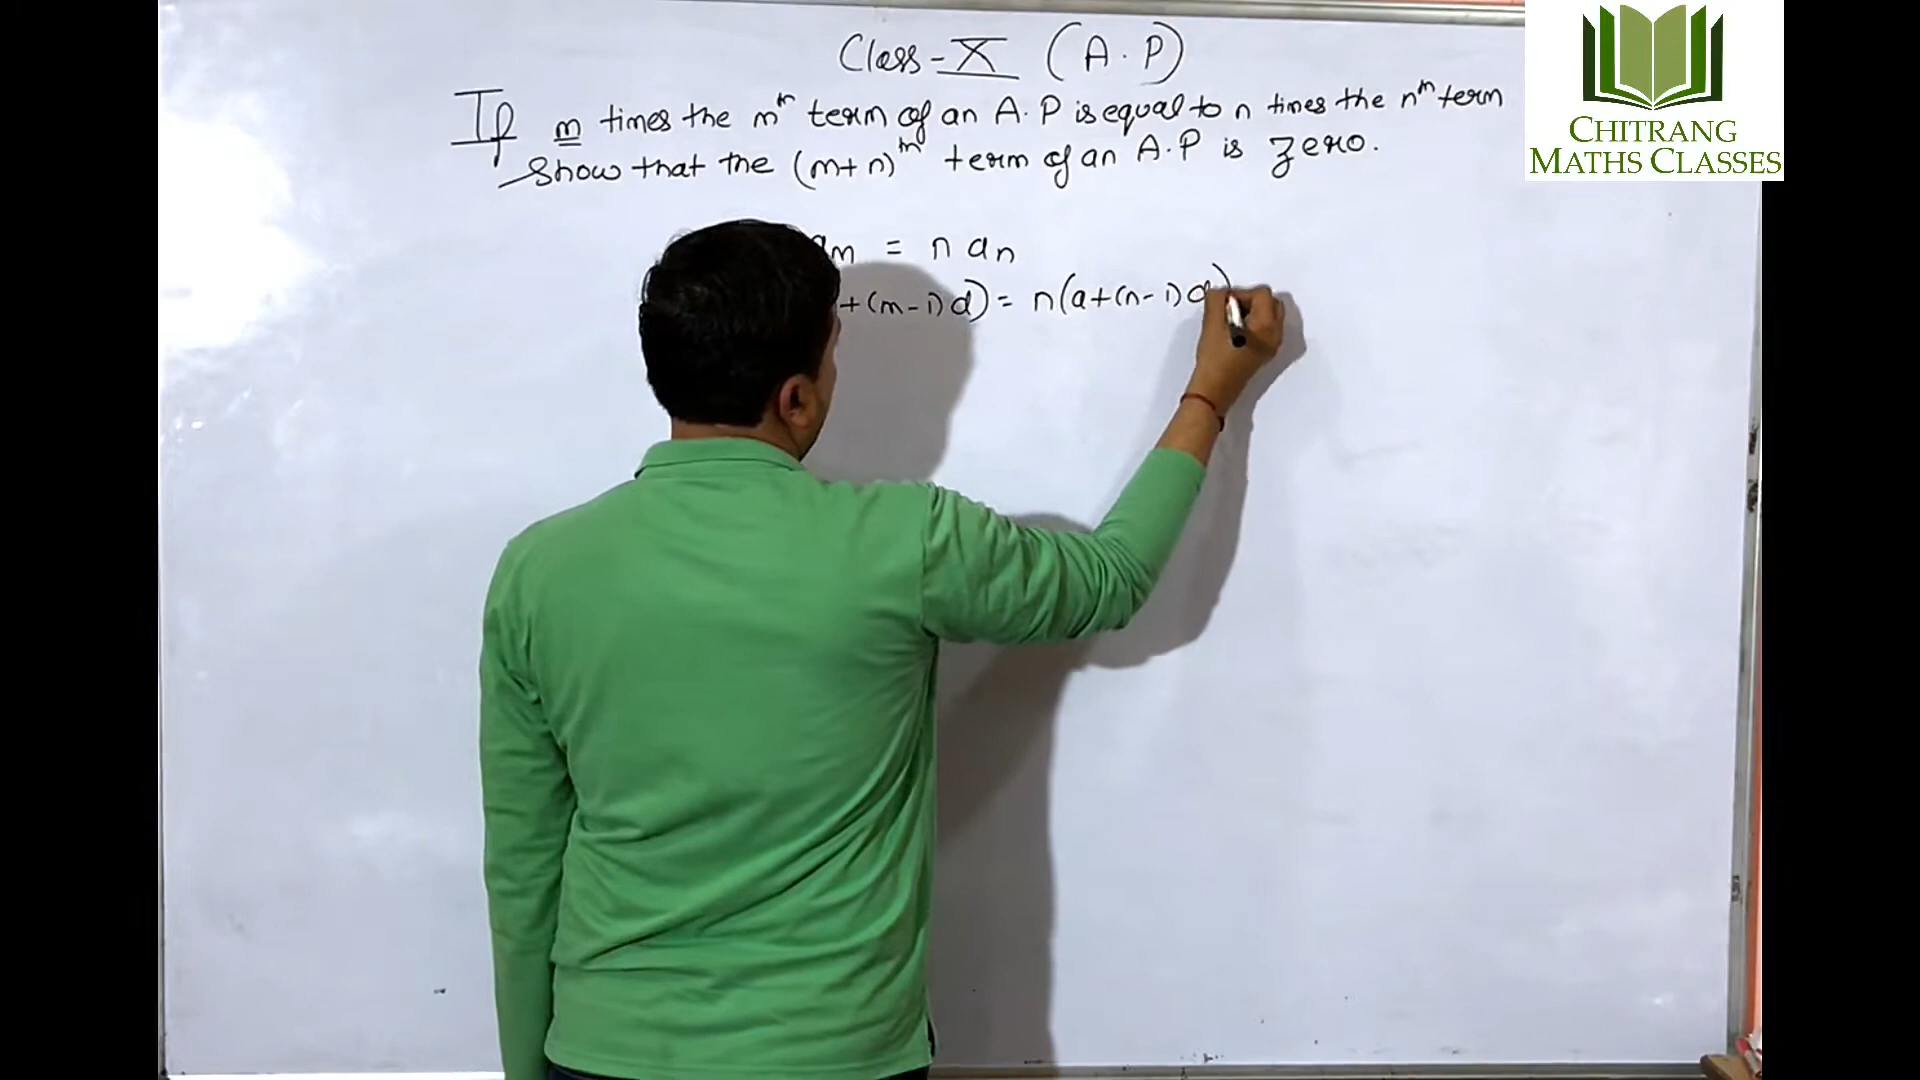 Class - X (A.P)
If m times the mth term of an A.P is equal to n times the nth term
Show that the (m+n)th term of an A.P is zero.
am = n an
+(m-1)d) = n(a+(n-1)d)
CHITRANG
MATHS CLASSES